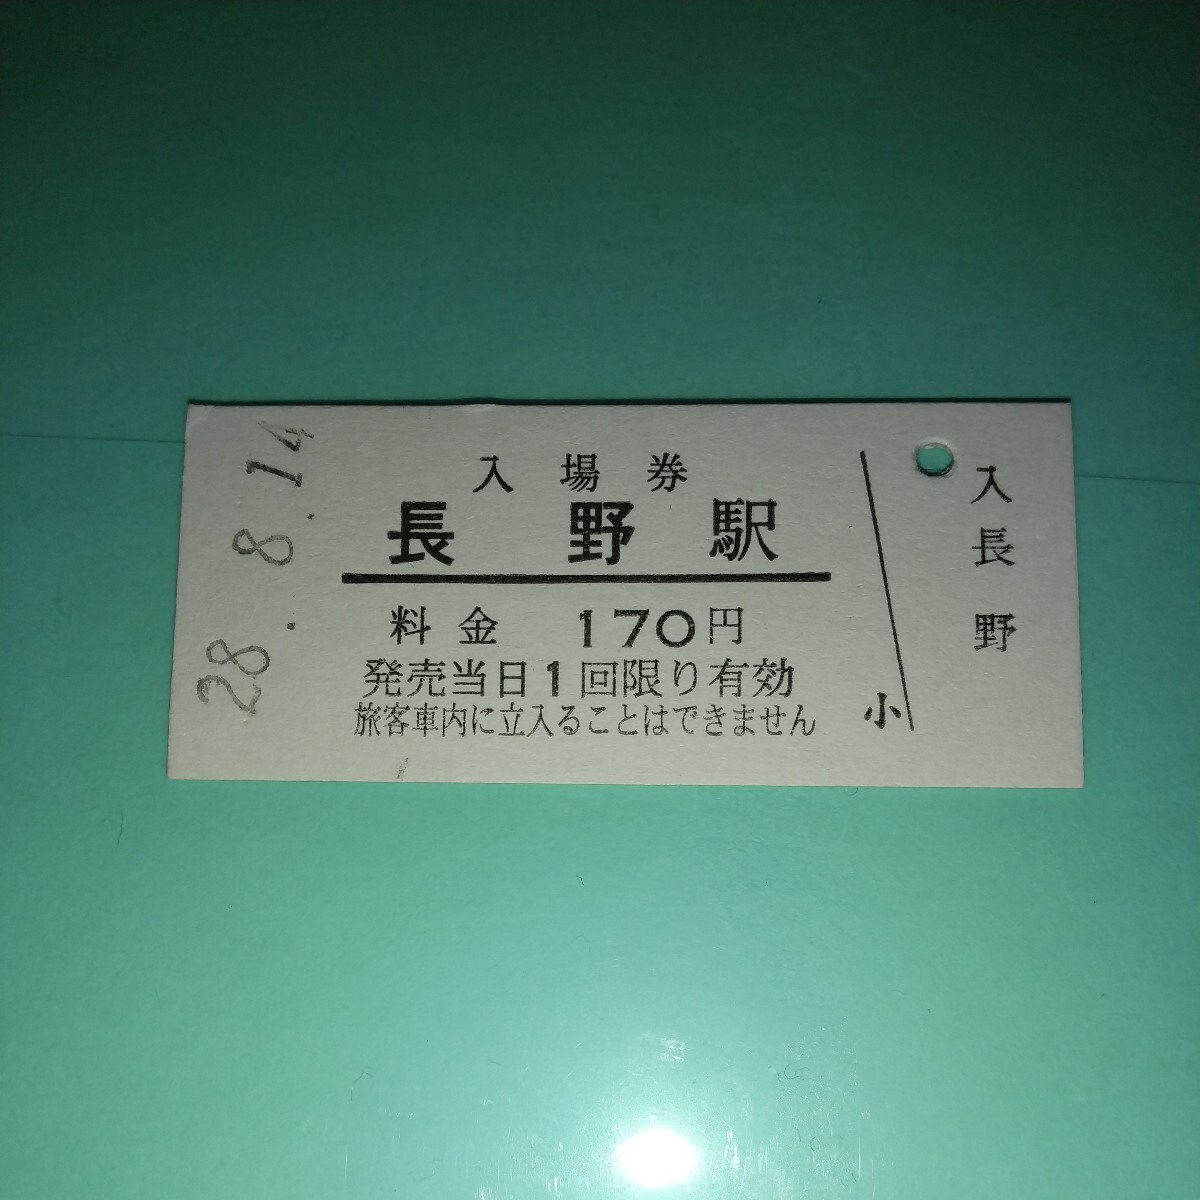 28.8.14
入場券
長野駅
料金 170円
発売当日1回限り有効
旅客車内に立入ることはできません
小
入
長野